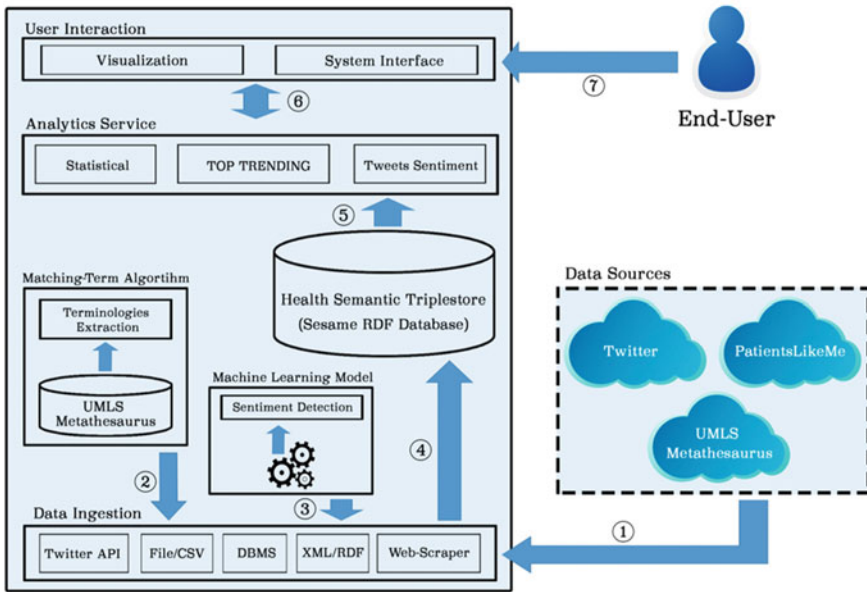 User Interaction
Visualization
System Interface
⑦
End-User
⑥
Analytics Service
Statistical
TOP TRENDING
Tweets Sentiment
⑤
Health Semantic Triplestore
(Sesame RDF Database)
Matching-Term Algortihm
Terminologies
Extraction
UMLS
Metathesaurus
②
Machine Learning Model
Sentiment Detection
③
④
Data Ingestion
Twitter API
File/CSV
DBMS
XML/RDF
Web-Scraper
①
Data Sources
Twitter
PatientsLikeMe
UMLS
Metathesaurus